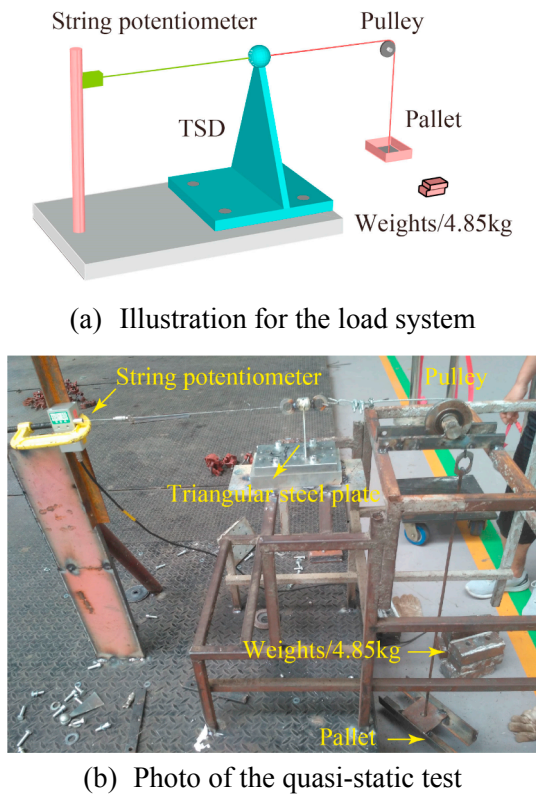 String potentiometer
Pulley
TSD
Pallet
Weights/4.85kg
(a) Illustration for the load system
String potentiometer
Pulley
Triangular steel plate
Weights/4.85kg
Pallet
(b) Photo of the quasi-static test